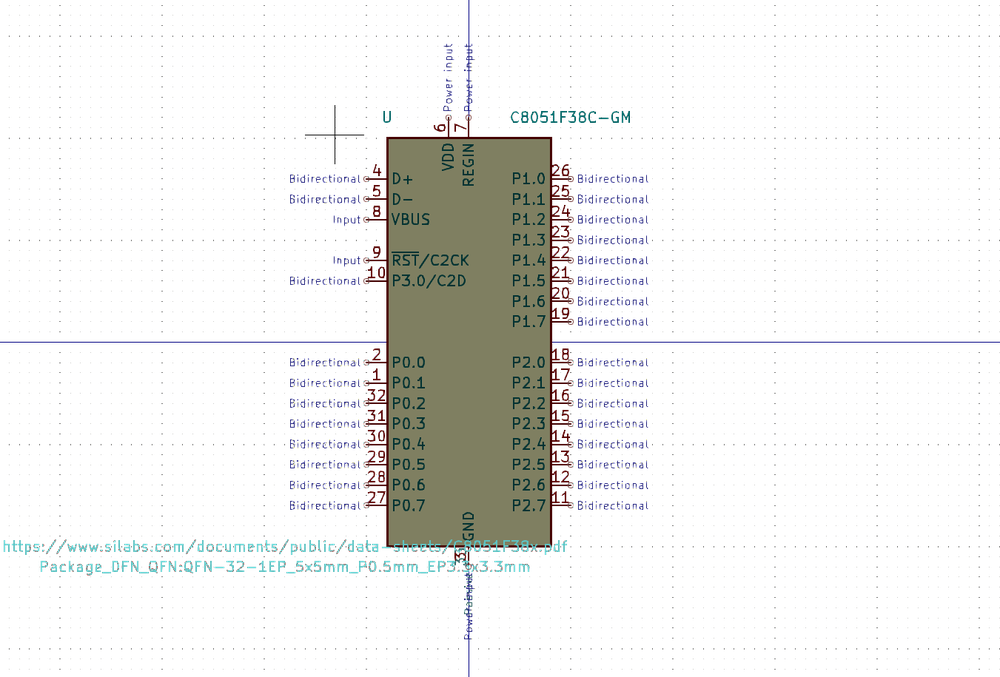 Power input
Power input
U
C8051F38C-GM
6
7
VDD
REGIN
Bidirectional 4 D+ P1.0 26 Bidirectional
Bidirectional 5 D- P1.1 25 Bidirectional
Input 8 VBUS P1.2 24 Bidirectional
P1.3 23 Bidirectional
Input 9 RST/C2CK P1.4 22 Bidirectional
Bidirectional 10 P3.0/C2D P1.5 21 Bidirectional
P1.6 20 Bidirectional
P1.7 19 Bidirectional
Bidirectional 2 P0.0 P2.0 18 Bidirectional
Bidirectional 1 P0.1 P2.1 17 Bidirectional
Bidirectional 32 P0.2 P2.2 16 Bidirectional
Bidirectional 31 P0.3 P2.3 15 Bidirectional
Bidirectional 30 P0.4 P2.4 14 Bidirectional
Bidirectional 29 P0.5 P2.5 13 Bidirectional
Bidirectional 28 P0.6 P2.6 12 Bidirectional
Bidirectional 27 P0.7 P2.7 11 Bidirectional
GND
https://www.silabs.com/documents/public/data-sheets/C8051F38x.pdf
Package_DFN_QFN:QFN-32-1EP_5x5mm_P0.5mm_EP3.3x3.3mm